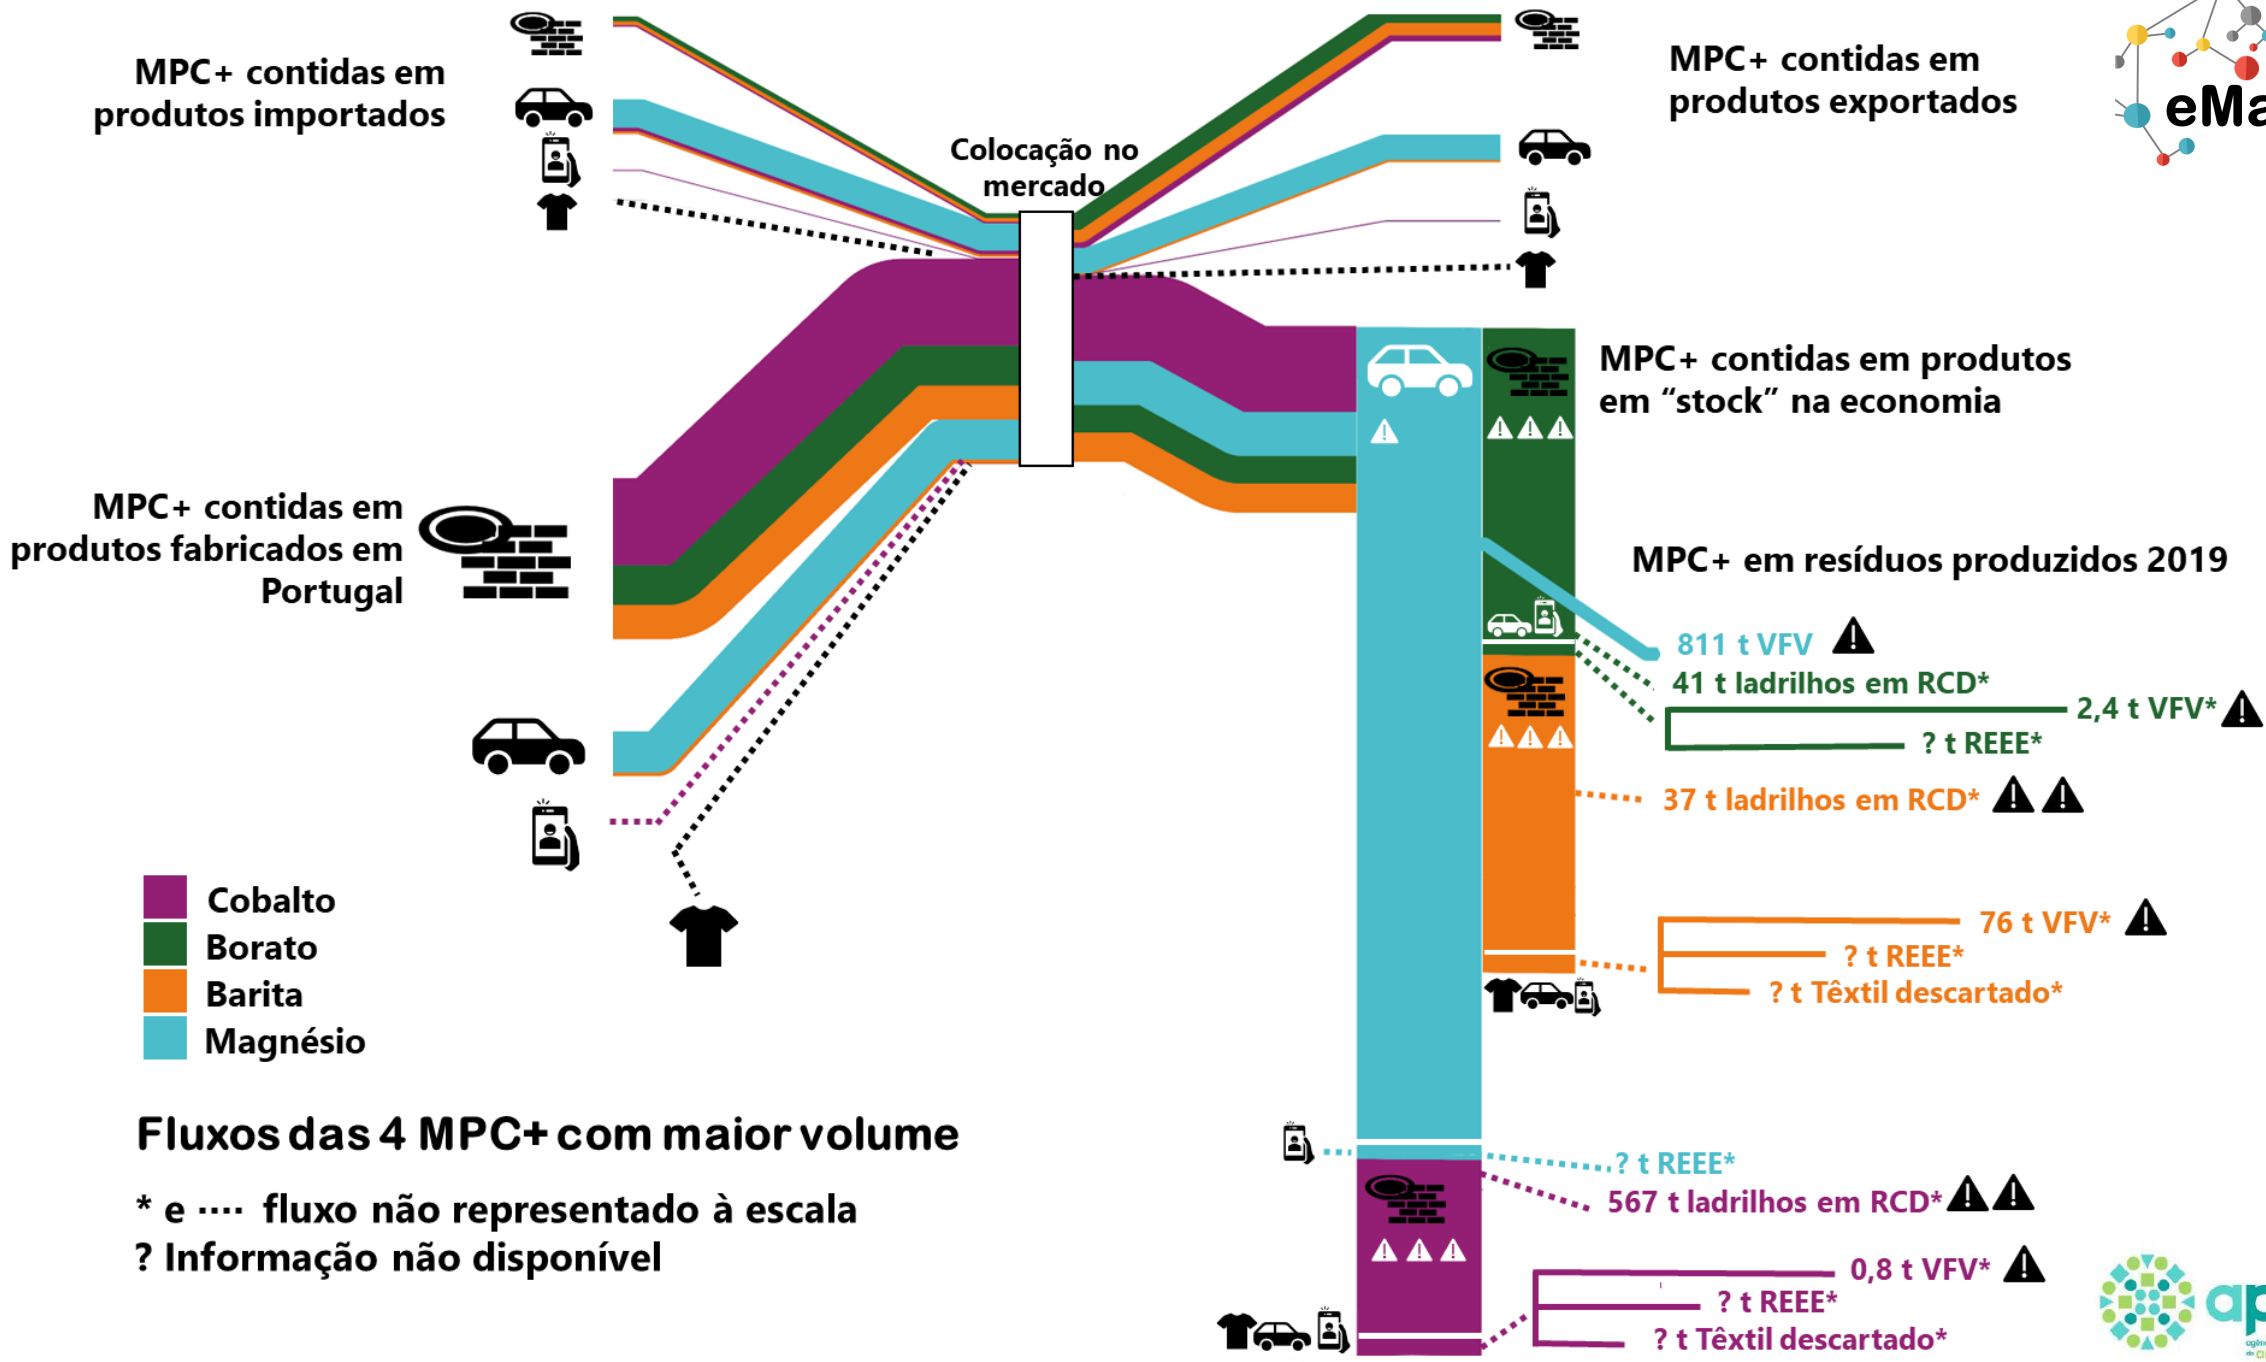 MPC+ contidas em
produtos importados
Colocação no
mercado
MPC+ contidas em
produtos exportados
eMa
MPC+ contidas em produtos
em “stock” na economia
MPC+ contidas em
produtos fabricados em
Portugal
MPC+ em resíduos produzidos 2019
811 t VFV
41 t ladrilhos em RCD*
2,4 t VFV*
? t REEE*
37 t ladrilhos em RCD*
76 t VFV*
? t REEE*
? t Têxtil descartado*
Cobalto
Borato
Barita
Magnésio
Fluxos das 4 MPC+ com maior volume
* e ···· fluxo não representado à escala
? Informação não disponível
? t REEE*
567 t ladrilhos em RCD*
0,8 t VFV*
? t REEE*
? t Têxtil descartado*
ap